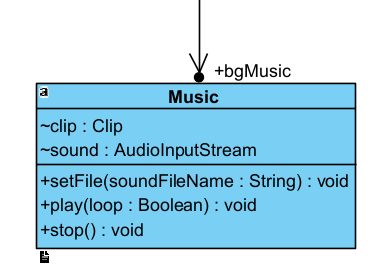 +bgMusic
a
Music
~clip : Clip
~sound : AudioInputStream
+setFile(soundFileName : String) : void
+play(loop : Boolean) : void
+stop() : void